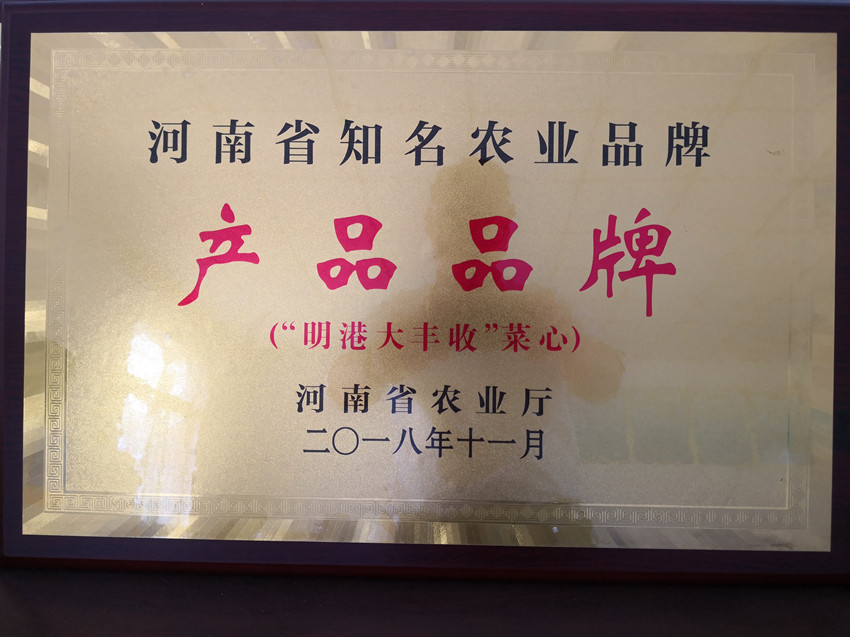 河南省知名农业品牌
产品品牌
(“明港大丰收”菜心)
河南省农业厅
二〇一八年十一月